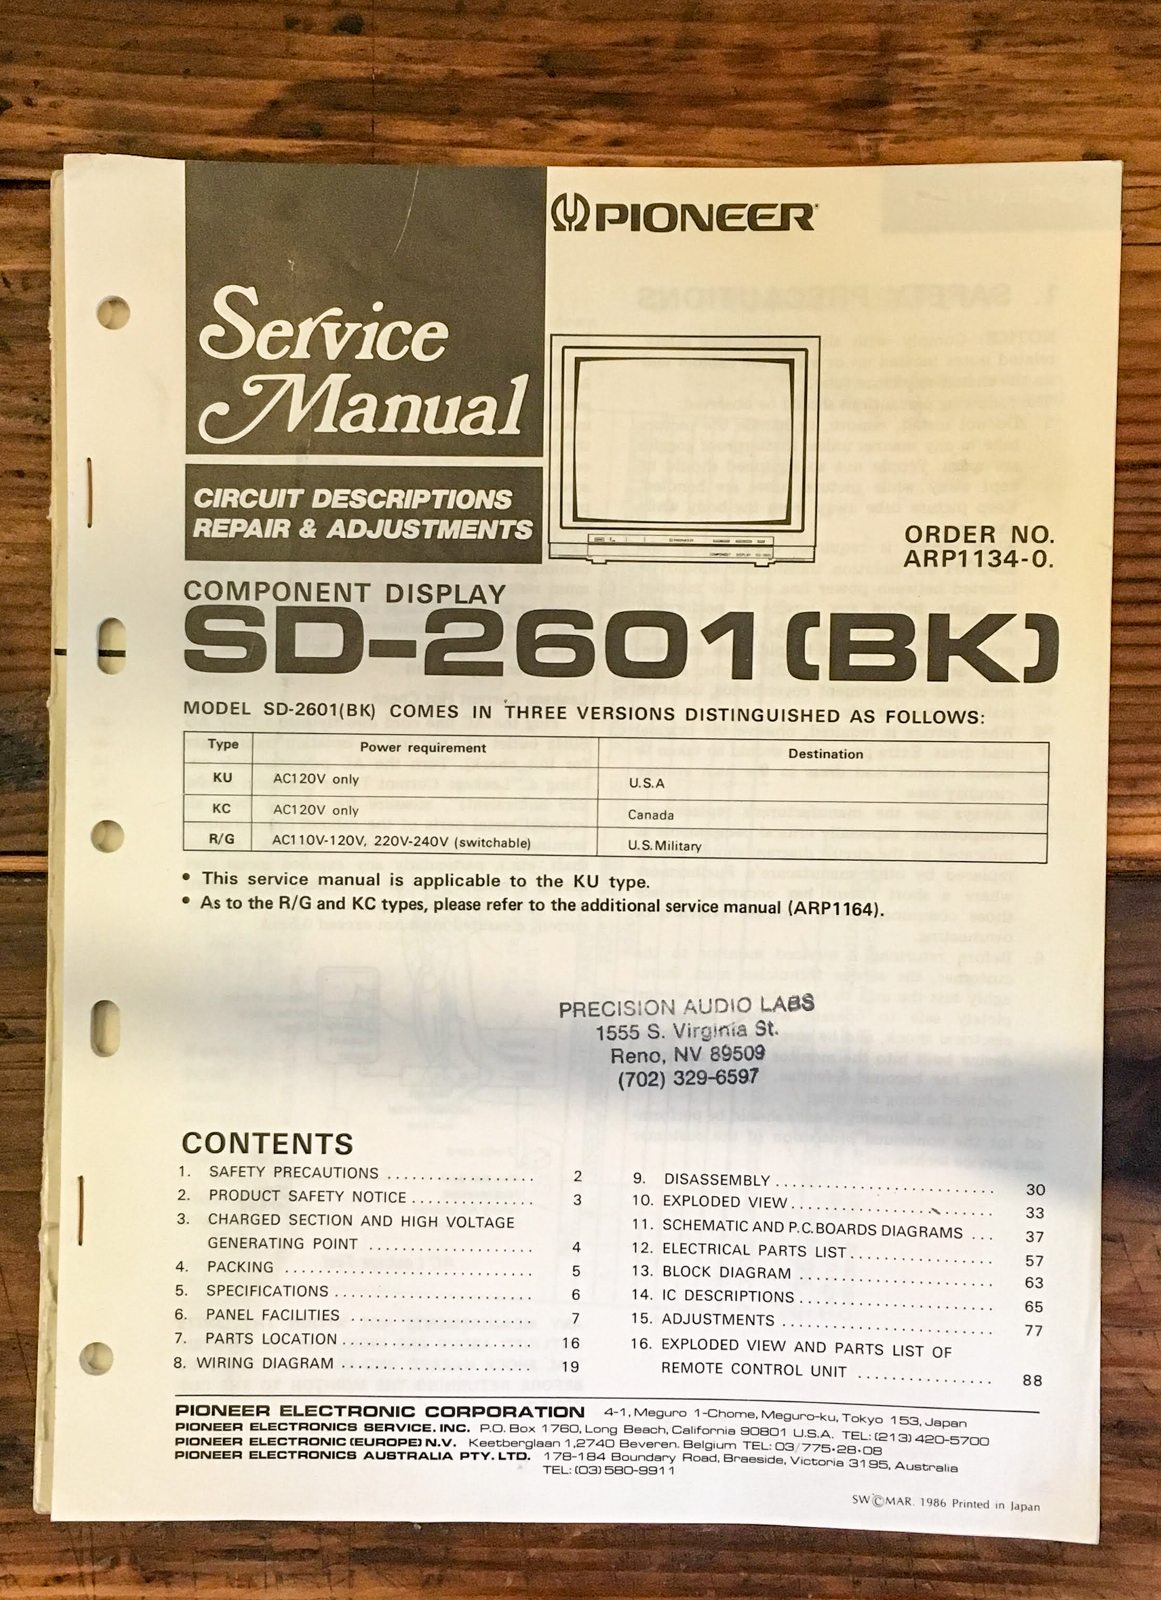 PIONEER
Service
Manual
CIRCUIT DESCRIPTIONS
REPAIR & ADJUSTMENTS
ORDER NO.
ARP1134-0.
COMPONENT DISPLAY
SD-2601(BK)
MODEL SD-2601(BK) COMES IN THREE VERSIONS DISTINGUISHED AS FOLLOWS:
Type Power requirement Destination
KU AC120V only U.S.A
KC AC120V only Canada
R/G AC110V-120V, 220V-240V (switchable) U.S.Military
• This service manual is applicable to the KU type.
• As to the R/G and KC types, please refer to the additional service manual (ARP1164).
PRECISION AUDIO LABS
1555 S. Virginia St.
Reno, NV 89509
(702) 329-6597
CONTENTS
1. SAFETY PRECAUTIONS .................. 2
2. PRODUCT SAFETY NOTICE ............... 3
3. CHARGED SECTION AND HIGH VOLTAGE
GENERATING POINT .................... 4
4. PACKING .............................. 5
5. SPECIFICATIONS ........................ 6
6. PANEL FACILITIES ...................... 7
7. PARTS LOCATION ....................... 16
8. WIRING DIAGRAM ....................... 19
9. DISASSEMBLY ........................... 30
10. EXPLODED VIEW ......................... 33
11. SCHEMATIC AND P.C.BOARDS DIAGRAMS ... 37
12. ELECTRICAL PARTS LIST .................. 57
13. BLOCK DIAGRAM ........................ 63
14. IC DESCRIPTIONS ........................ 65
15. ADJUSTMENTS .......................... 77
16. EXPLODED VIEW AND PARTS LIST OF
REMOTE CONTROL UNIT ................ 88
PIONEER ELECTRONIC CORPORATION 4-1, Meguro 1-Chome, Meguro-ku, Tokyo 153, Japan
PIONEER ELECTRONICS SERVICE. INC. P.O. Box 1760, Long Beach, California 90801 U.S.A. TEL: (213) 420-5700
PIONEER ELECTRONIC (EUROPE) N.V. Keetberglaan 1,2740 Beveren. Belgium TEL: 03/775·28·08
PIONEER ELECTRONICS AUSTRALIA PTY. LTD. 178-184 Boundary Road, Braeside, Victoria 3195, Australia
TEL: (03) 580-9911
SW © MAR. 1986 Printed in Japan